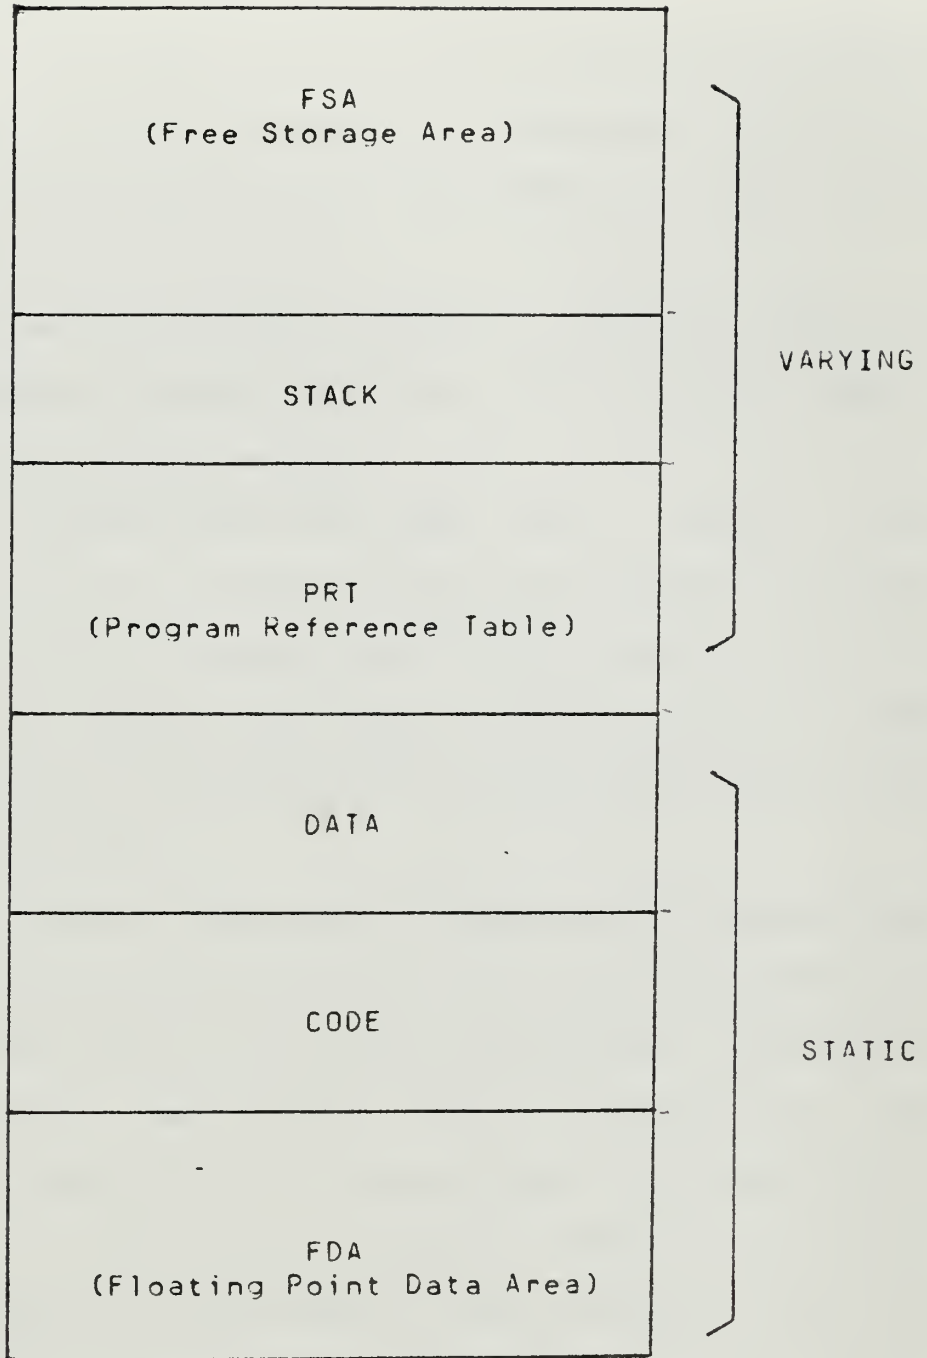 FSA
(Free Storage Area)
STACK
VARYING
PRT
(Program Reference Table)
DATA
CODE
STATIC
FDA
(Floating Point Data Area)